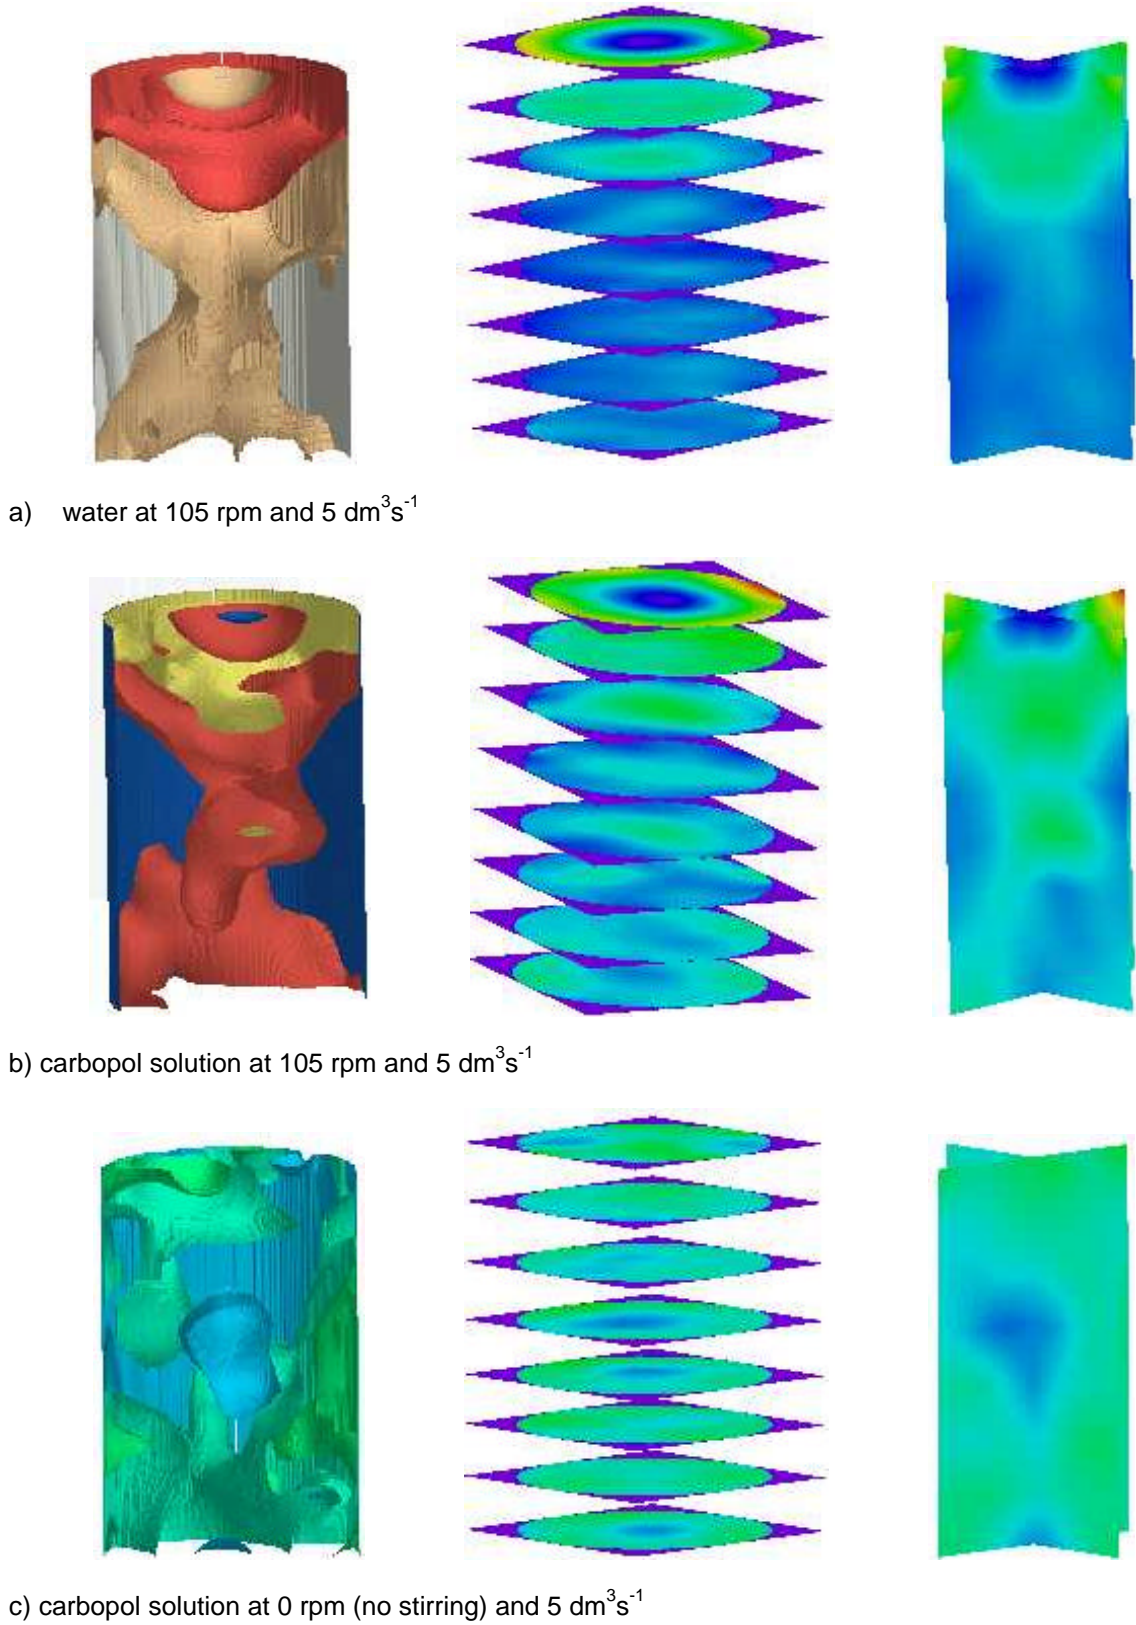 a) water at 105 rpm and 5 dm³s⁻¹
b) carbopol solution at 105 rpm and 5 dm³s⁻¹
c) carbopol solution at 0 rpm (no stirring) and 5 dm³s⁻¹